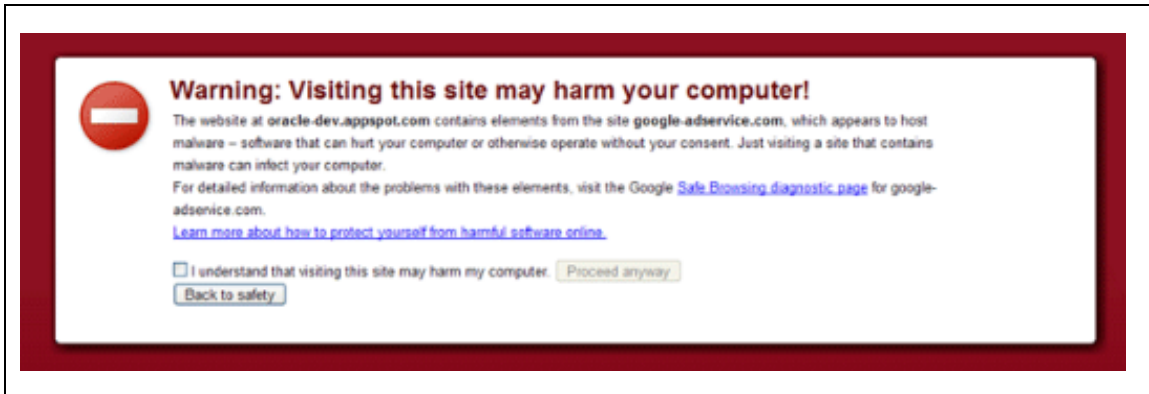 Warning: Visiting this site may harm your computer!
The website at oracle-dev.appspot.com contains elements from the site google-adservice.com, which appears to host
malware – software that can hurt your computer or otherwise operate without your consent. Just visiting a site that contains
malware can infect your computer.
For detailed information about the problems with these elements, visit the Google Safe Browsing diagnostic page for google-
adservice.com.
Learn more about how to protect yourself from harmful software online.
I understand that visiting this site may harm my computer. Proceed anyway
Back to safety